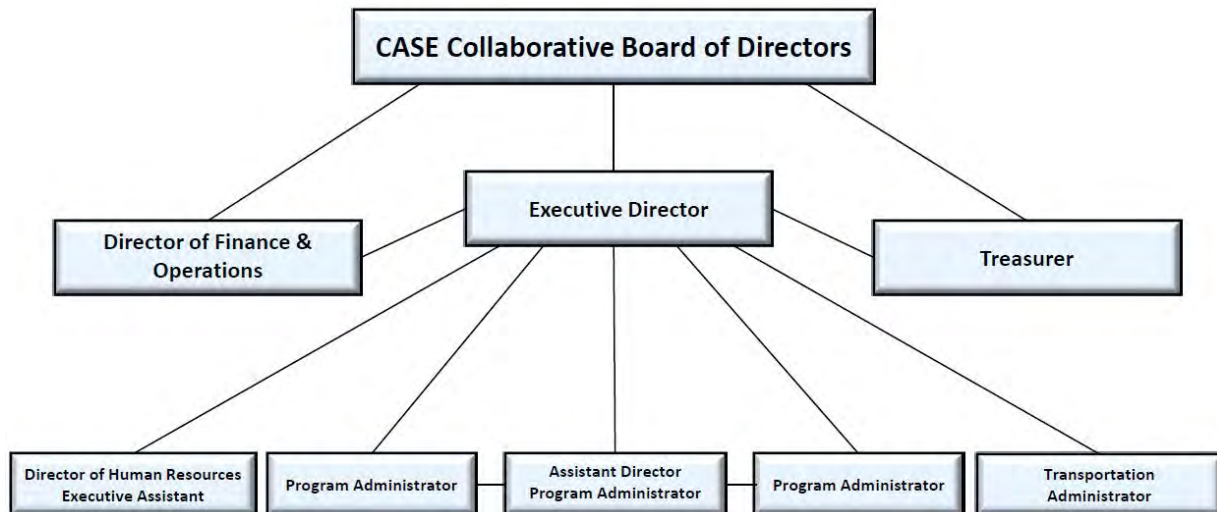 CASE Collaborative Board of Directors
Executive Director
Director of Finance &
Operations
Treasurer
Director of Human Resources
Executive Assistant
Program Administrator
Assistant Director
Program Administrator
Program Administrator
Transportation
Administrator